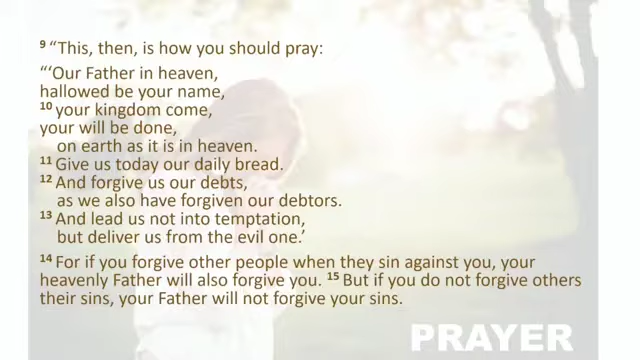 9 “This, then, is how you should pray:
“‘Our Father in heaven,
hallowed be your name,
10 your kingdom come,
your will be done,
on earth as it is in heaven.
11 Give us today our daily bread.
12 And forgive us our debts,
as we also have forgiven our debtors.
13 And lead us not into temptation,
but deliver us from the evil one.’
14 For if you forgive other people when they sin against you, your
heavenly Father will also forgive you. 15 But if you do not forgive others
their sins, your Father will not forgive your sins.
PRAYER